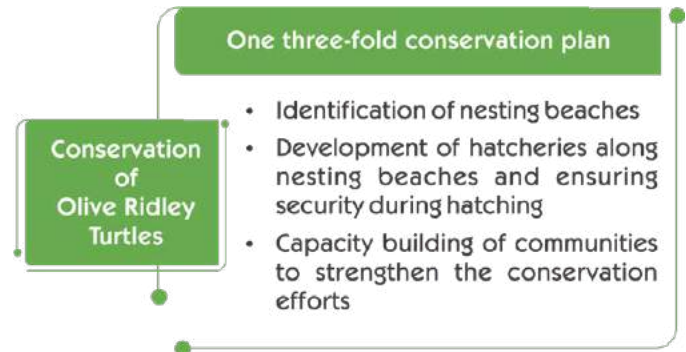 One three-fold conservation plan
Conservation
of
Olive Ridley
Turtles
• Identification of nesting beaches
• Development of hatcheries along
nesting beaches and ensuring
security during hatching
• Capacity building of communities
to strengthen the conservation
efforts